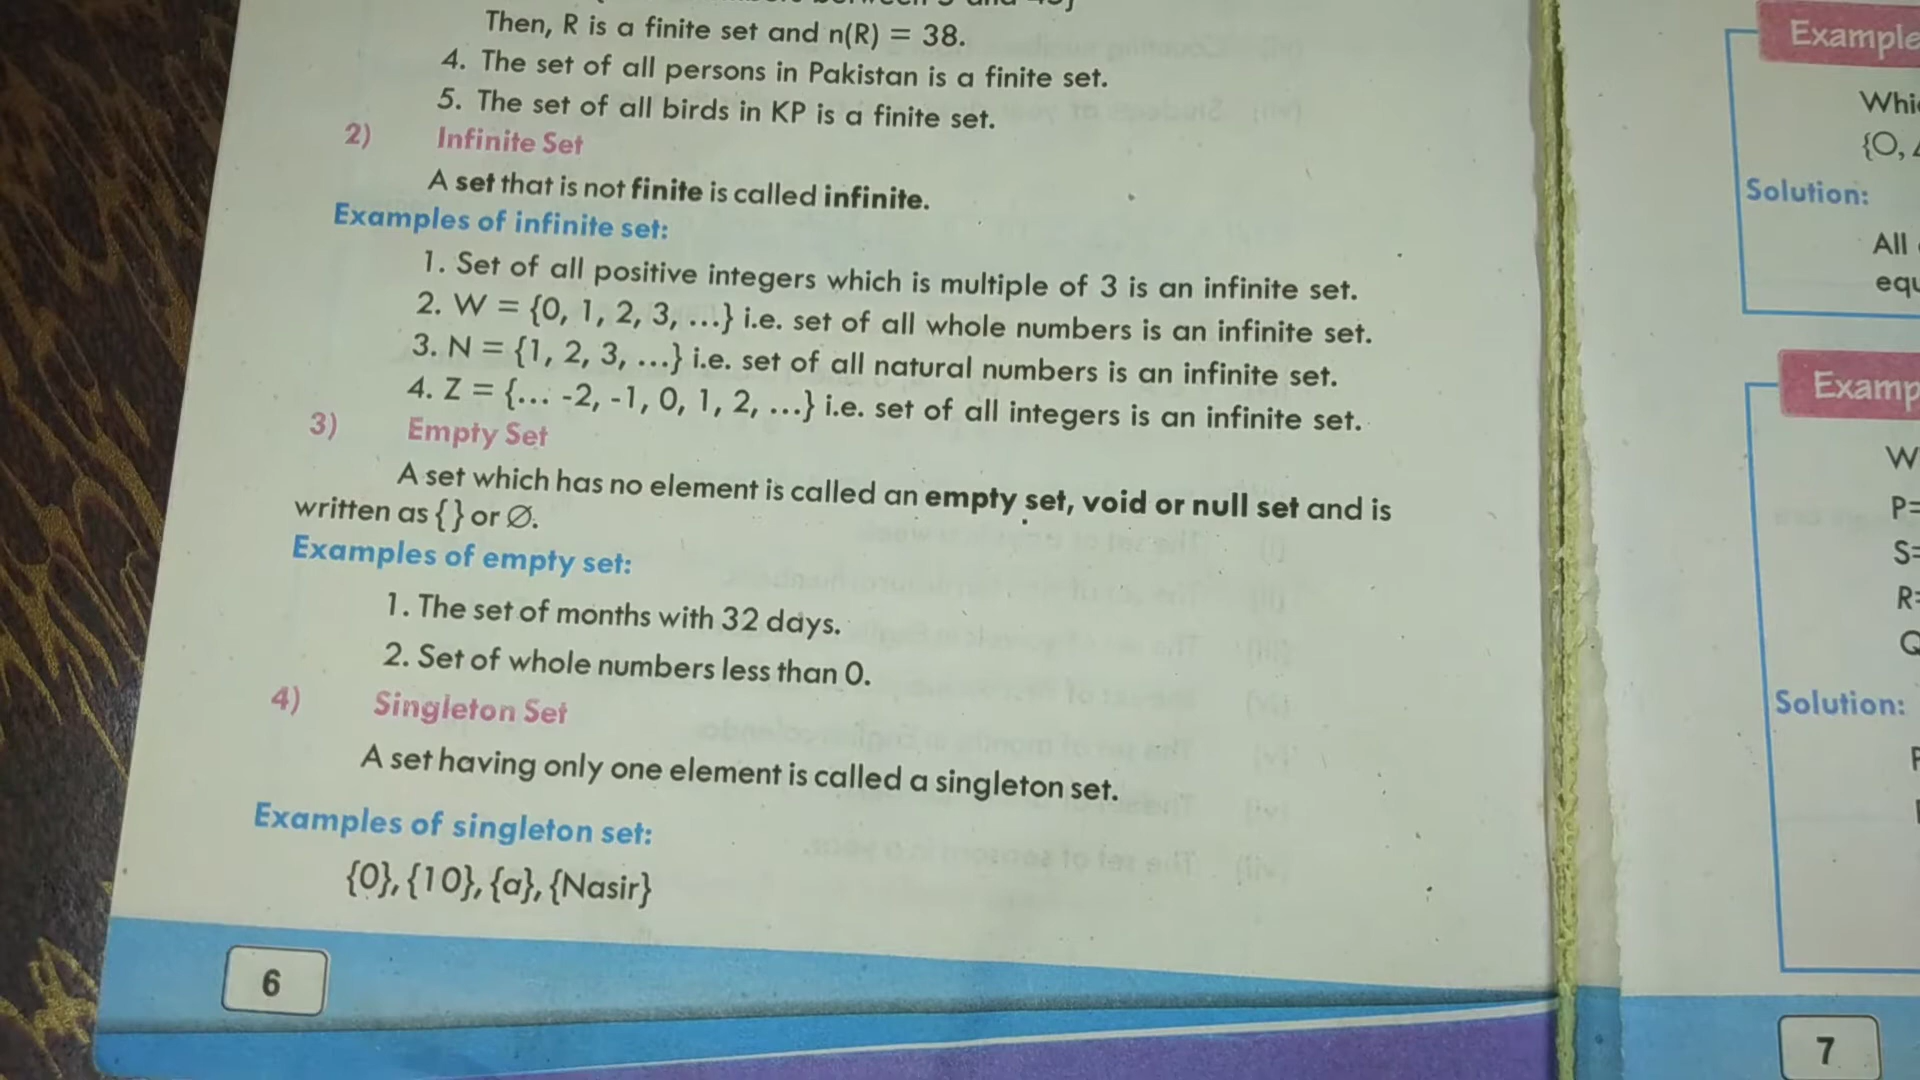 Then, R is a finite set and n(R) = 38.
4. The set of all persons in Pakistan is a finite set.
5. The set of all birds in KP is a finite set.
2) Infinite Set
A set that is not finite is called infinite.
Examples of infinite set:
1. Set of all positive integers which is multiple of 3 is an infinite set.
2. W = {0, 1, 2, 3, ...} i.e. set of all whole numbers is an infinite set.
3. N = {1, 2, 3, ...} i.e. set of all natural numbers is an infinite set.
4. Z = {... -2, -1, 0, 1, 2, ...} i.e. set of all integers is an infinite set.
3) Empty Set
A set which has no element is called an empty set, void or null set and is
written as { } or Ø.
Examples of empty set:
1. The set of months with 32 days.
2. Set of whole numbers less than 0.
4) Singleton Set
A set having only one element is called a singleton set.
Examples of singleton set:
{0}, {10}, {a}, {Nasir}
6
Example
{O,
Solution:
All
Solution:
P=
S=
R=
7